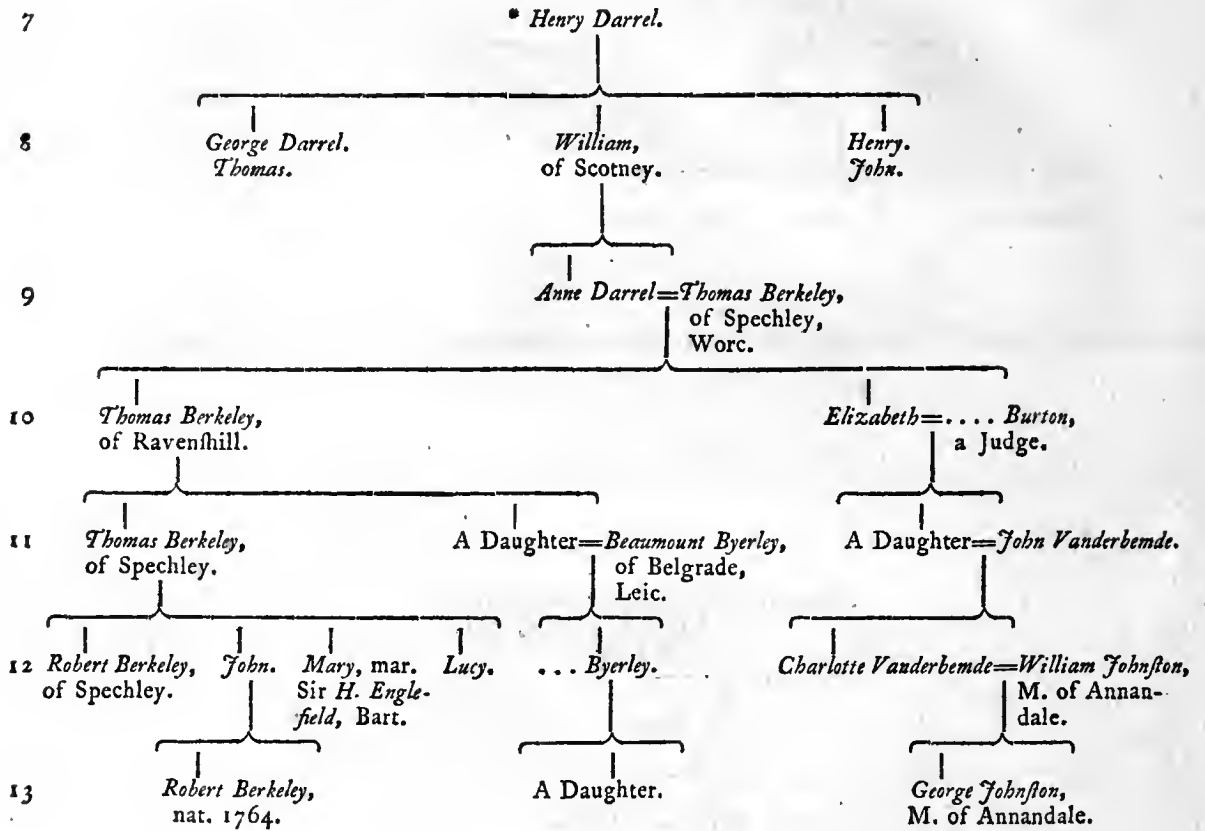 7 * Henry Darrel.
8 George Darrel. William, Henry.
Thomas. of Scotney. John.
9 Anne Darrel=Thomas Berkeley,
of Spechley,
Worc.
10 Thomas Berkeley, Elizabeth=.... Burton,
of Ravenſhill. a Judge.
11 Thomas Berkeley, A Daughter=Beaumount Byerley, A Daughter=John Vanderbemde.
of Spechley. of Belgrade,
Leic.
12 Robert Berkeley, John. Mary, mar. Lucy. ... Byerley. Charlotte Vanderbemde=William Johnſton,
of Spechley. Sir H. Engle- M. of Annan-
field, Bart. dale.
13 Robert Berkeley, A Daughter. George Johnſton,
nat. 1764. M. of Annandale.